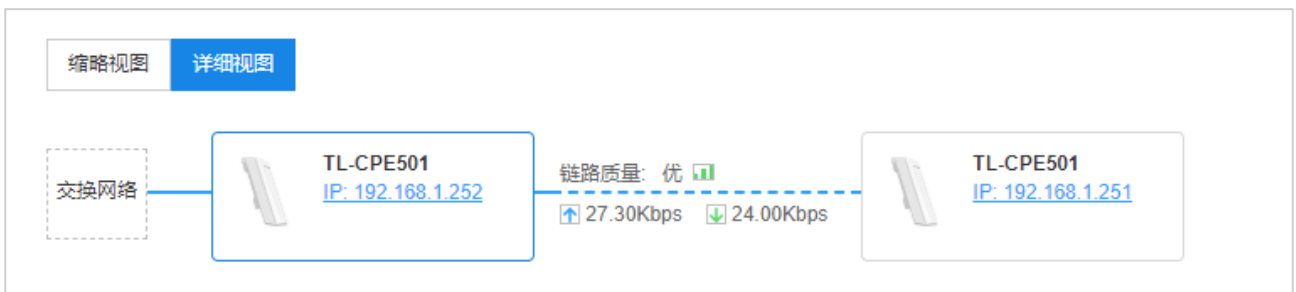 缩略视图 详细视图
交换网络
TL-CPE501
IP: 192.168.1.252
链路质量: 优
27.30Kbps 24.00Kbps
TL-CPE501
IP: 192.168.1.251